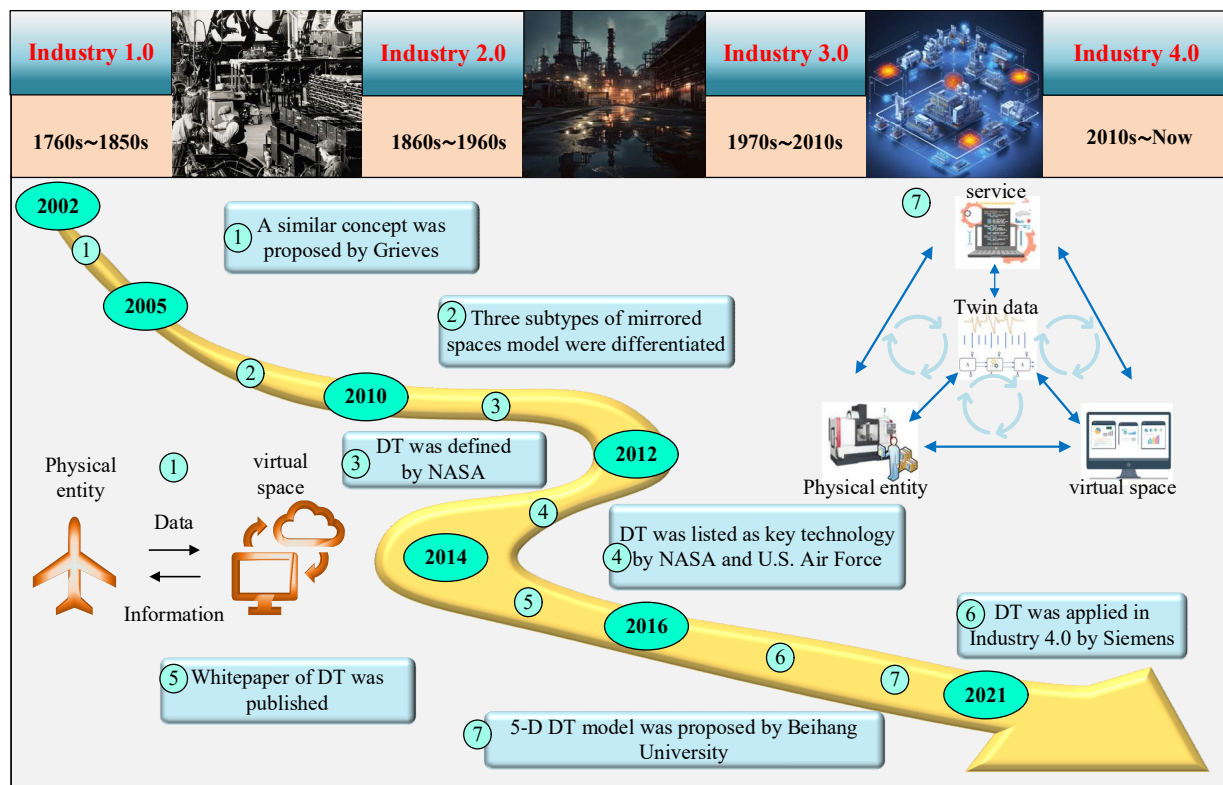 Industry 1.0
Industry 2.0
Industry 3.0
Industry 4.0
1760s~1850s
1860s~1960s
1970s~2010s
2010s~Now
2002
1
2005
2
2010
3
2012
4
2014
5
2016
6
7
2021
1
A similar concept was
proposed by Grieves
2
Three subtypes of mirrored
spaces model were differentiated
3
DT was defined
by NASA
4
DT was listed as key technology
by NASA and U.S. Air Force
5
Whitepaper of DT was
published
6
DT was applied in
Industry 4.0 by Siemens
7
5-D DT model was proposed by Beihang
University
1
Physical
entity
virtual
space
Data
Information
7
service
Twin data
Physical entity
virtual space